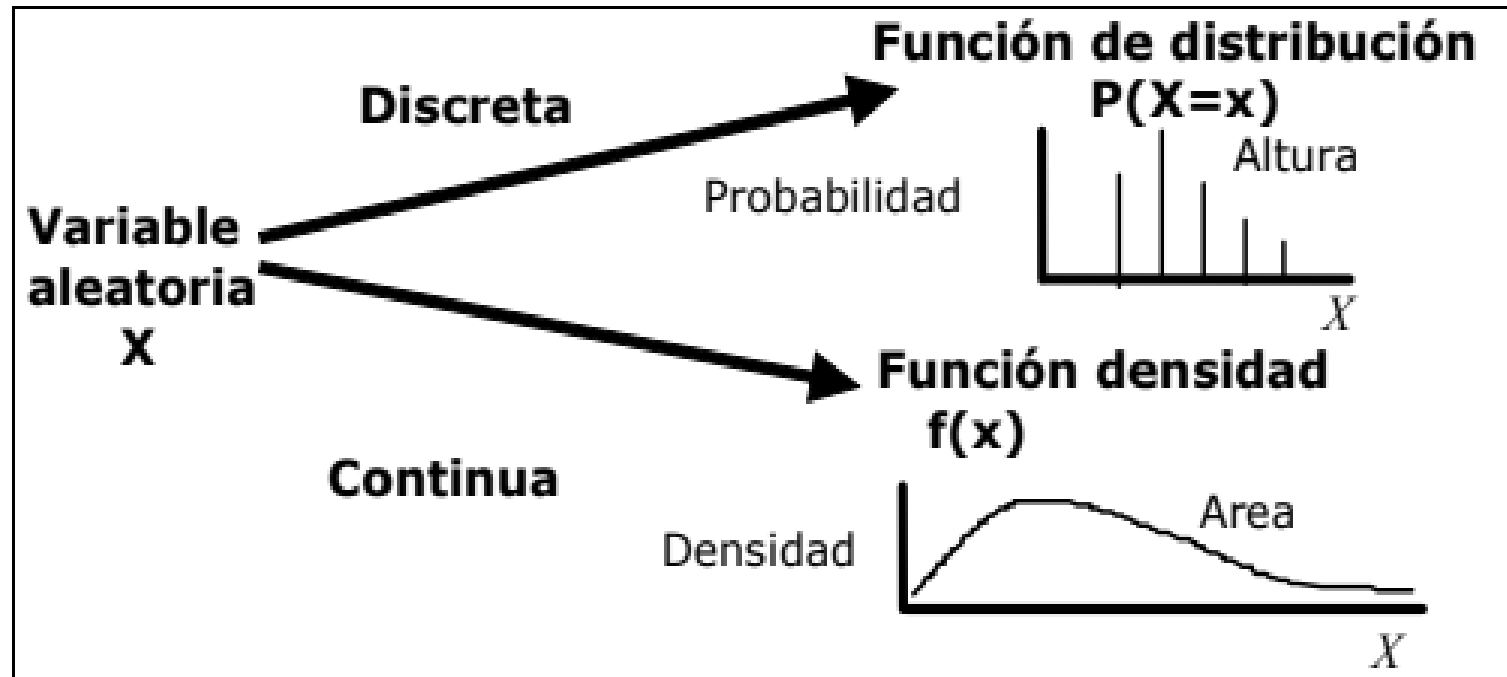 Variable
aleatoria
X
Discreta
Función de distribución
P(X=x)
Probabilidad
Altura
X
Continua
Función densidad
f(x)
Densidad
Area
X